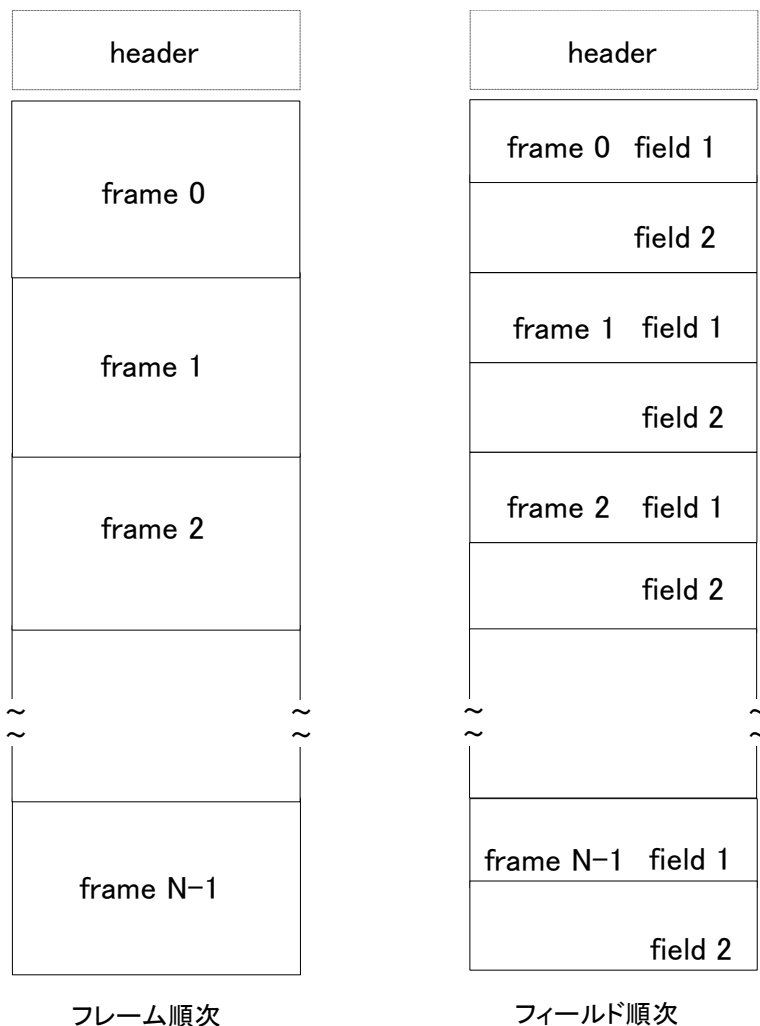 header
frame 0
frame 1
frame 2
~ ~
~ ~
frame N-1
フレーム順次
header
frame 0 field 1
field 2
frame 1 field 1
field 2
frame 2 field 1
field 2
~ ~
~ ~
frame N-1 field 1
field 2
フィールド順次